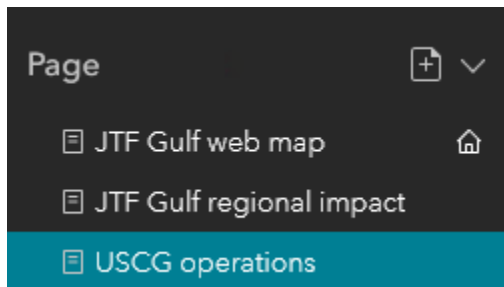 Page
JTF Gulf web map
JTF Gulf regional impact
USCG operations